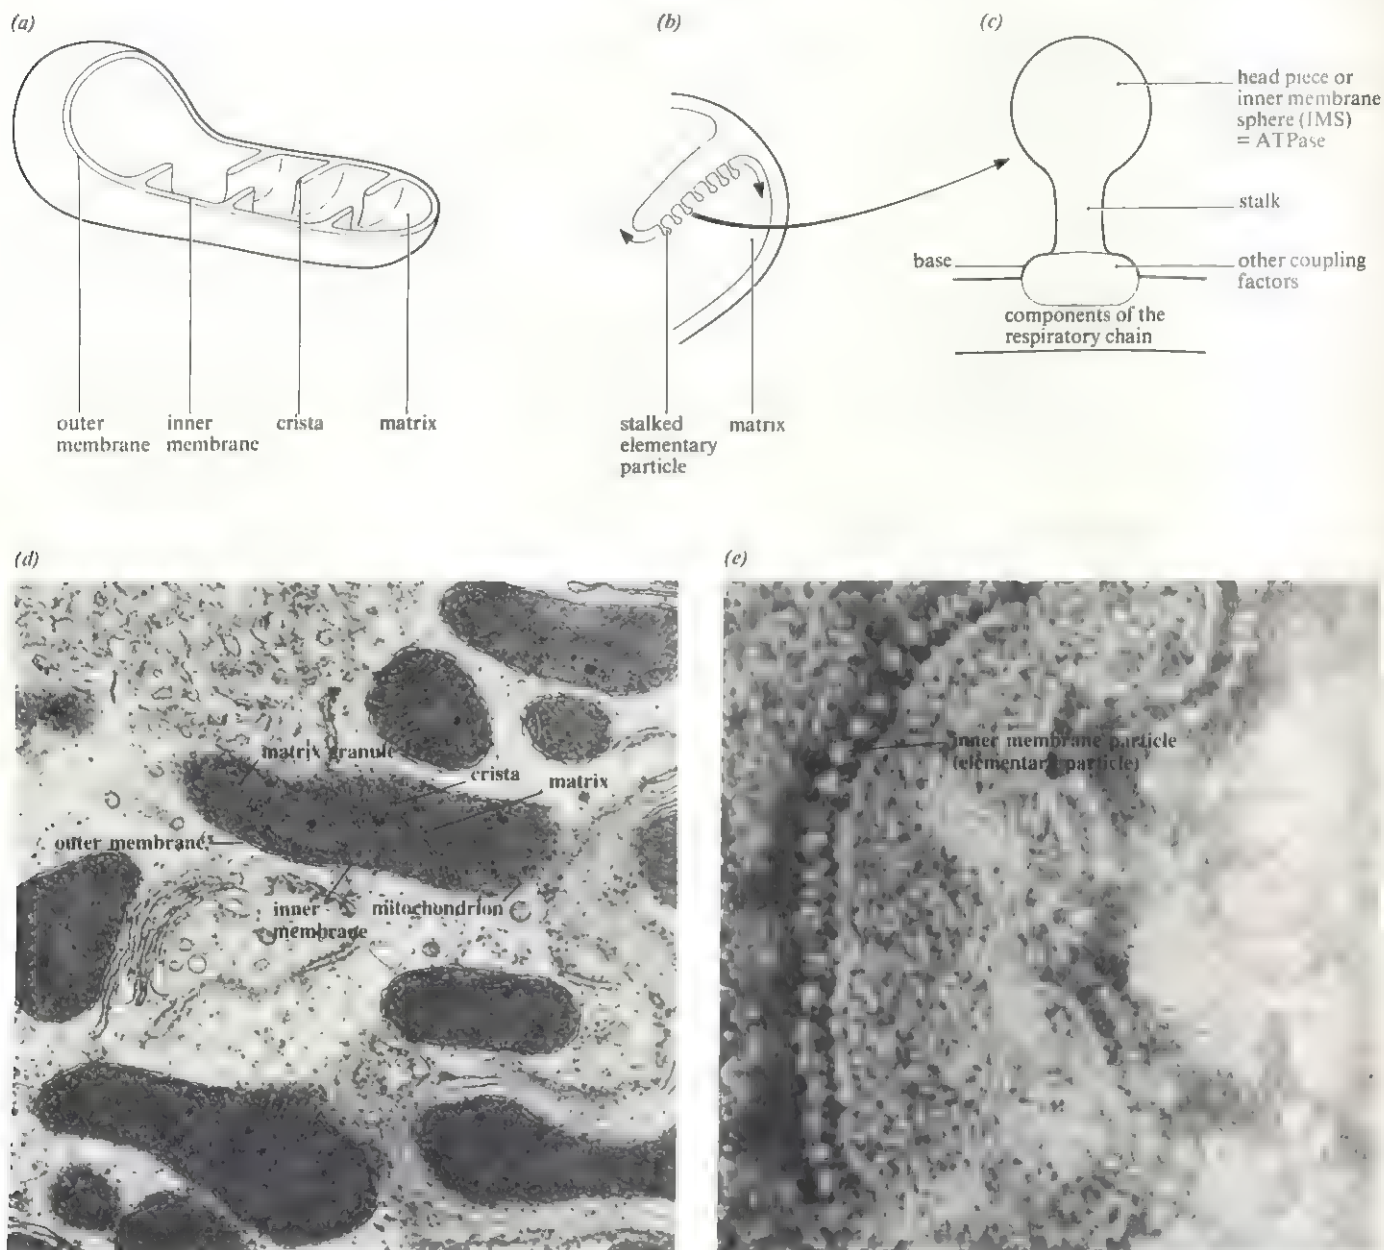 (a)
(b)
(c)
head piece or
inner membrane
sphere (IMS)
= ATPase
stalk
base
other coupling
factors
components of the
respiratory chain
outer
membrane
inner
membrane
crista
matrix
stalked
elementary
particle
matrix
(d)
(e)
matrix granule
crista
matrix
outer membrane
inner
membrane
mitochondrion
inner membrane particle
(elementary particle)